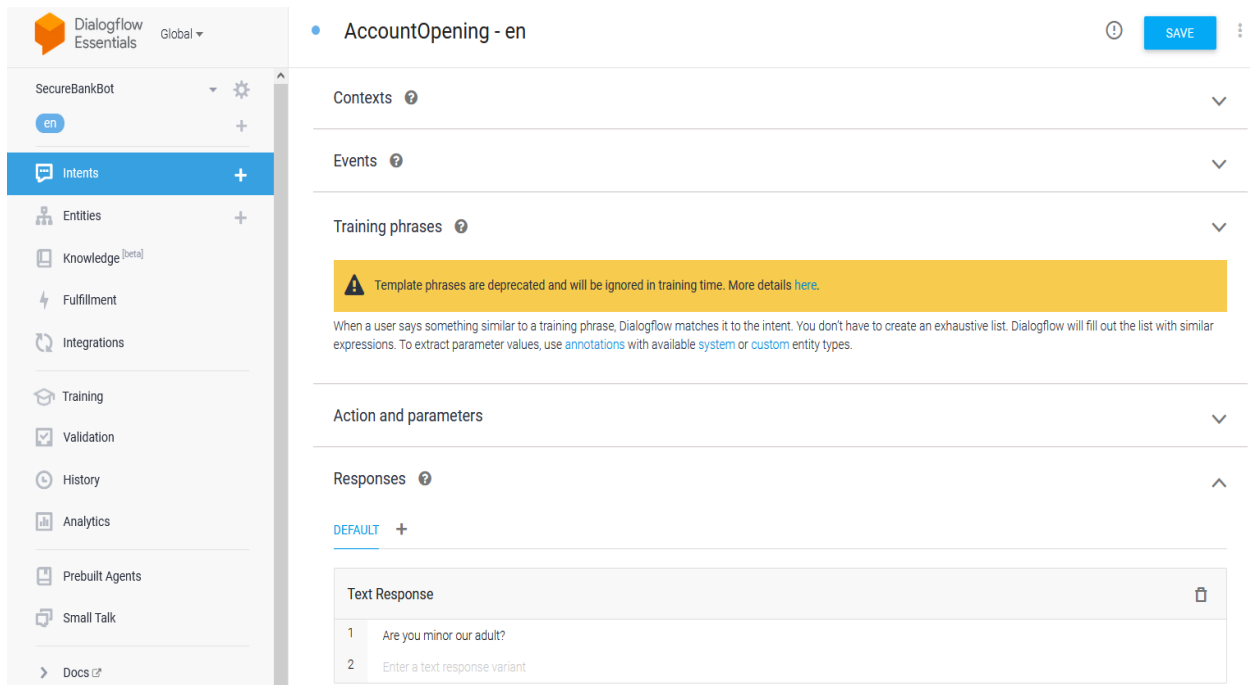 Dialogflow
Essentials
Global
SecureBankBot
en
Intents
Entities
Knowledge [beta]
Fulfillment
Integrations
Training
Validation
History
Analytics
Prebuilt Agents
Small Talk
Docs
AccountOpening - en
SAVE
Contexts
Events
Training phrases
Template phrases are deprecated and will be ignored in training time. More details here.
When a user says something similar to a training phrase, Dialogflow matches it to the intent. You don't have to create an exhaustive list. Dialogflow will fill out the list with similar
expressions. To extract parameter values, use annotations with available system or custom entity types.
Action and parameters
Responses
DEFAULT
Text Response
1 Are you minor our adult?
2 Enter a text response variant